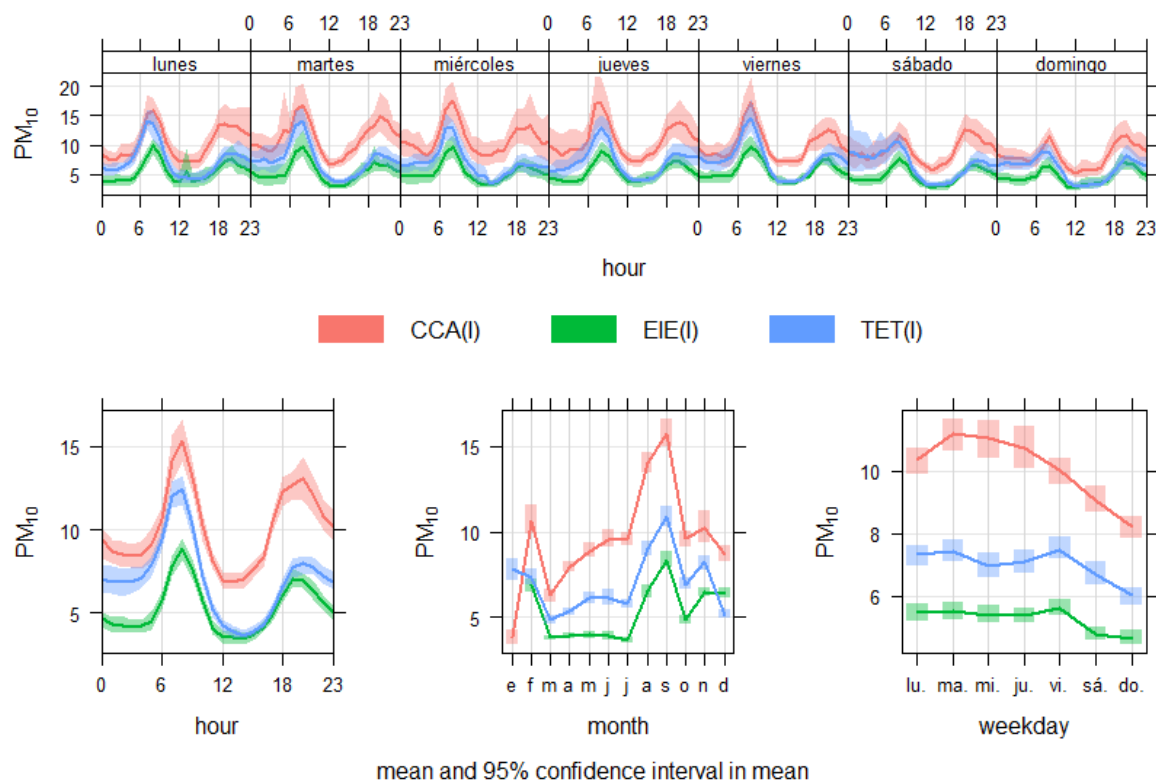 0 6 12 18 23 0 6 12 18 23 0 6 12 18 23
lunes martes miércoles jueves viernes sábado domingo
20
15
10
5
PM10
0 6 12 18 23 0 6 12 18 23 0 6 12 18 23 0 6 12 18 23
hour
CCA(I) EIE(I) TET(I)
15
10
5
PM10
0 6 12 18 23
hour
15
10
5
PM10
e f m a m j j a s o n d
month
10
8
6
PM10
lu. ma. mi. ju. vi. sá. do.
weekday
mean and 95% confidence interval in mean